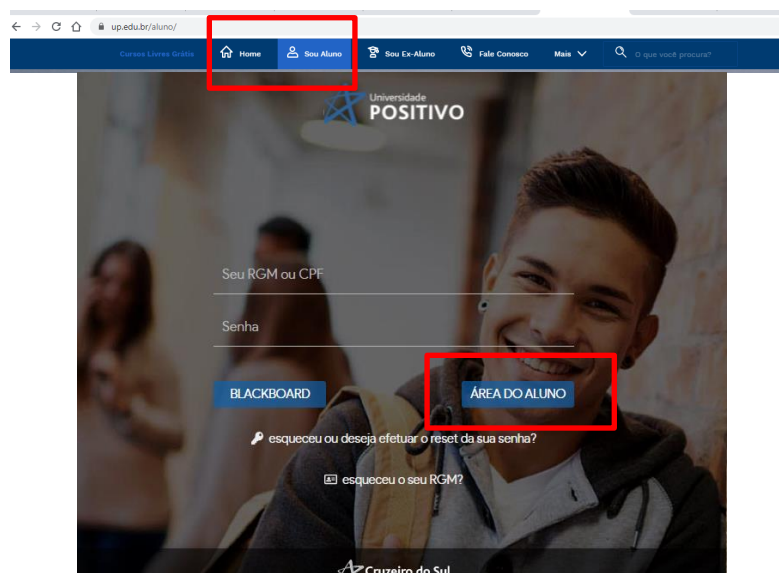 up.edu.br/aluno/
Cursos Livres Grátis Home Sou Aluno Sou Ex-Aluno Fale Conosco Mais O que você procura?
Universidade
POSITIVO
Seu RGM ou CPF
Senha
BLACKBOARD ÁREA DO ALUNO
esqueceu ou deseja efetuar o reset da sua senha?
esqueceu o seu RGM?
Cruzeiro do Sul